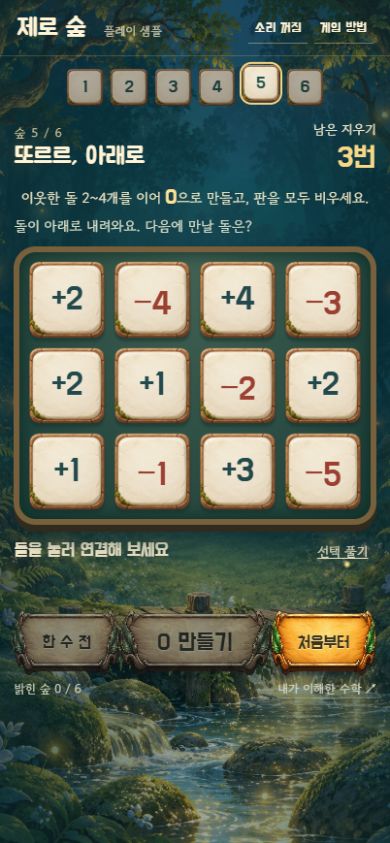 제로 숲 플레이 샘플 소리 꺼짐 게임 방법
1 2 3 4 5 6
숲 5 / 6 남은 지우기
또르르, 아래로 3번
이웃한 돌 2~4개를 이어 0으로 만들고, 판을 모두 비우세요.
돌이 아래로 내려와요. 다음에 만날 돌은?
+2 −4 +4 −3
+2 +1 −2 +2
+1 −1 +3 −5
돌을 눌러 연결해 보세요 선택 풀기
한 수 전 0 만들기 처음부터
밝힌 숲 0 / 6 내가 이해한 수학 ↗